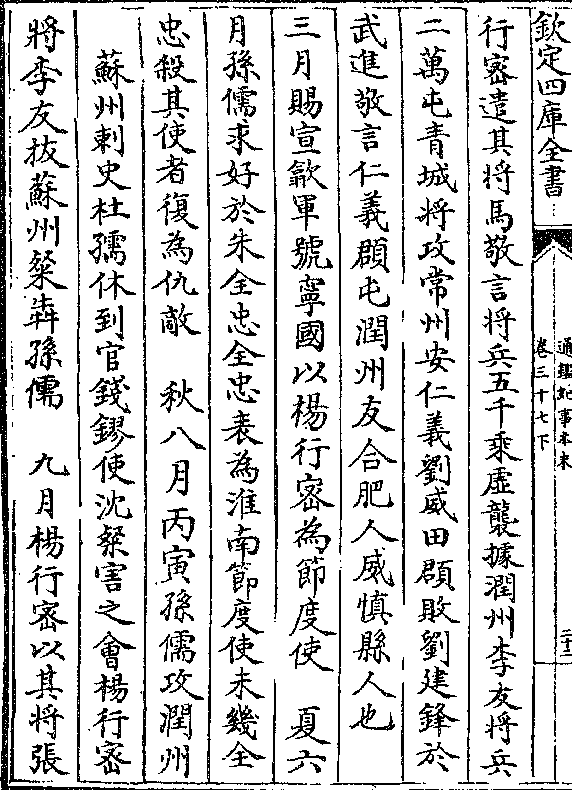 欽定四庫全書
通鑑紀事本末
卷三十七下
三十二
行密遣其將馬敬言將兵五千乘虛襲據潤州李友將兵
二萬屯青城將攻常州安仁義劉威田頵敗劉建鋒於
武進敬言仁義頵屯潤州友合肥人威慎縣人也
三月賜宣歙軍號寧國以楊行密為節度使 夏六
月孫儒求好於朱全忠全忠表為淮南節度使未幾全
忠殺其使者復為仇敵 秋八月丙寅孫儒攻潤州
蘇州刺史杜孺休到官錢鏐使沈粲害之會楊行密
將李友拔蘇州粲犇孫儒 九月楊行密以其將張